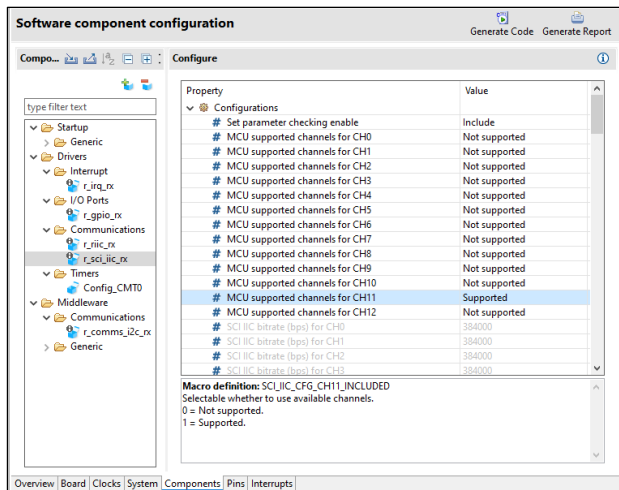 Software component configuration
Generate Code Generate Report
Compo...
Configure
type filter text
Startup
Generic
Drivers
Interrupt
r_irq_rx
I/O Ports
r_gpio_rx
Communications
r_riic_rx
r_sci_iic_rx
Timers
Config_CMT0
Middleware
Communications
r_comms_i2c_rx
Generic
Property Value
Configurations
# Set parameter checking enable Include
# MCU supported channels for CH0 Not supported
# MCU supported channels for CH1 Not supported
# MCU supported channels for CH2 Not supported
# MCU supported channels for CH3 Not supported
# MCU supported channels for CH4 Not supported
# MCU supported channels for CH5 Not supported
# MCU supported channels for CH6 Not supported
# MCU supported channels for CH7 Not supported
# MCU supported channels for CH8 Not supported
# MCU supported channels for CH9 Not supported
# MCU supported channels for CH10 Not supported
# MCU supported channels for CH11 Supported
# MCU supported channels for CH12 Not supported
# SCI IIC bitrate (bps) for CH0 384000
# SCI IIC bitrate (bps) for CH1 384000
# SCI IIC bitrate (bps) for CH2 384000
# SCI IIC bitrate (bps) for CH3 384000
Macro definition: SCI_IIC_CFG_CH11_INCLUDED
Selectable whether to use available channels.
0 = Not supported.
1 = Supported.
Overview Board Clocks System Components Pins Interrupts